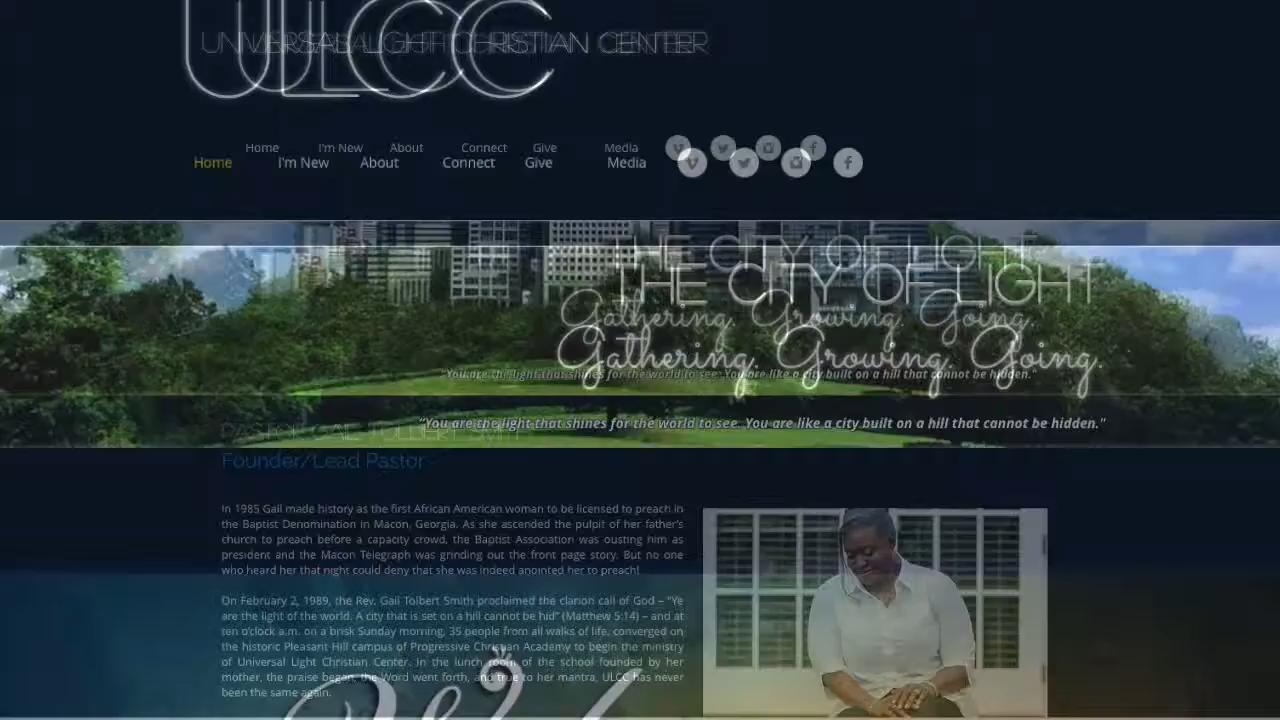 ULCC
UNIVERSAL LIGHT CHRISTIAN CENTER
Home I'm New About Connect Give Media
Home I'm New About Connect Give Media
THE CITY OF LIGHT
THE CITY OF LIGHT
Gathering. Growing. Going.
Gathering. Growing. Going.
"You are the light that shines for the world to see. You are like a city built on a hill that cannot be hidden."
"You are the light that shines for the world to see. You are like a city built on a hill that cannot be hidden."
PASTOR GAIL TOLBERT SMITH
Founder/Lead Pastor
In 1985 Gail made history as the first African American woman to be licensed to preach in
the Baptist Denomination in Macon, Georgia. As she ascended the pulpit of her father's
church to preach before a capacity crowd, the Baptist Association was ousting him as
president and the Macon Telegraph was grinding out the front page story. But no one
who heard her that night could deny that she was indeed anointed her to preach!
On February 2, 1989, the Rev. Gail Tolbert Smith proclaimed the clarion call of God – "Ye
are the light of the world. A city that is set on a hill cannot be hid" (Matthew 5:14) – and at
ten o'clock a.m. on a brisk Sunday morning, 35 people from all walks of life, converged on
the historic Pleasant Hill campus of Progressive Christian Academy to begin the ministry
of Universal Light Christian Center. In the lunch room of the school founded by her
mother, the praise began, the Word went forth, and true to her mantra, ULCC has never
been the same again.